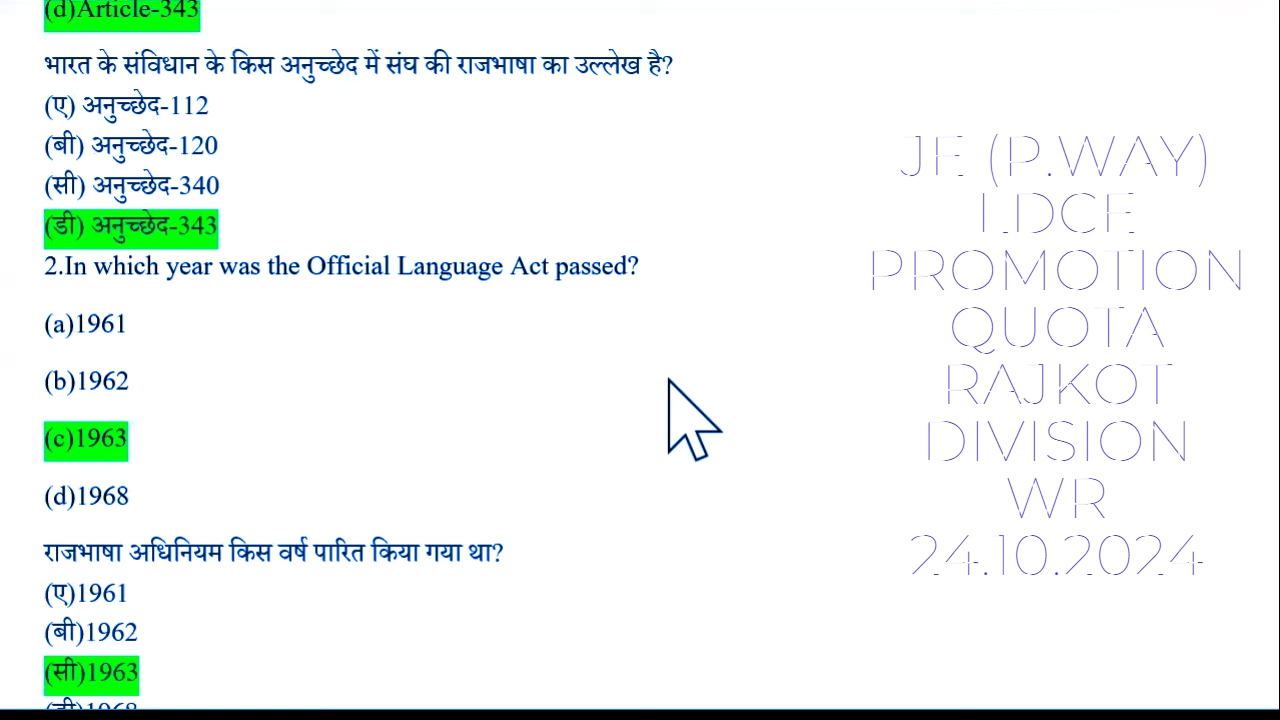 (d)Article-343
भारत के संविधान के किस अनुच्छेद में संघ की राजभाषा का उल्लेख है?
(ए) अनुच्छेद-112
(बी) अनुच्छेद-120
(सी) अनुच्छेद-340
(डी) अनुच्छेद-343
2.In which year was the Official Language Act passed?
(a)1961
(b)1962
(c)1963
(d)1968
राजभाषा अधिनियम किस वर्ष पारित किया गया था?
(ए)1961
(बी)1962
(सी)1963
(डी)1968
JE (P.WAY)
LDCE
PROMOTION
QUOTA
RAJKOT
DIVISION
WR
24.10.2024